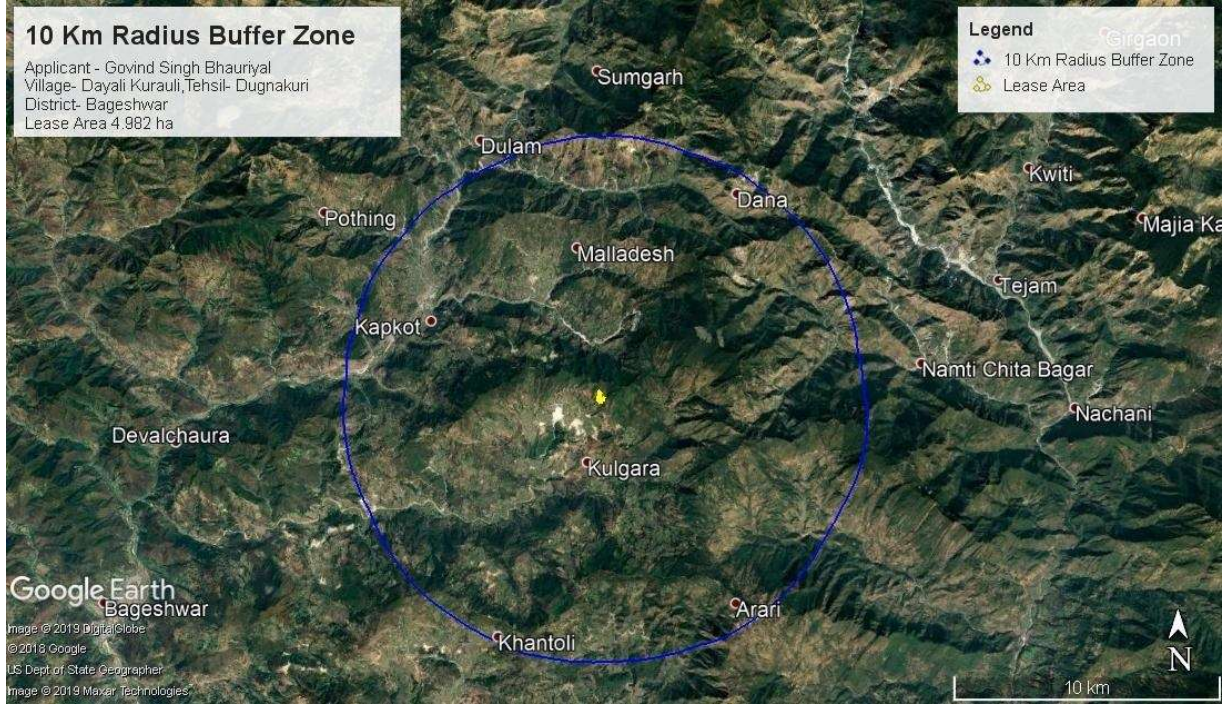 10 Km Radius Buffer Zone
Applicant - Govind Singh Bhauriyal
Village- Dayali Kurauli,Tehsil- Dugnakuri
District- Bageshwar
Lease Area 4.982 ha
Legend
Girgaon
10 Km Radius Buffer Zone
Lease Area
Sumgarh
Dulam
Kwiti
Dana
Pothing
Majia Ka
Malladesh
Tejam
Kapkot
Namti Chita Bagar
Nachani
Devalchaura
Kulgara
Google Earth
Bageshwar
Arari
Image © 2019 DigitalGlobe
Khantoli
© 2018 Google
US Dept of State Geographer
N
Image © 2019 Maxar Technologies
10 km